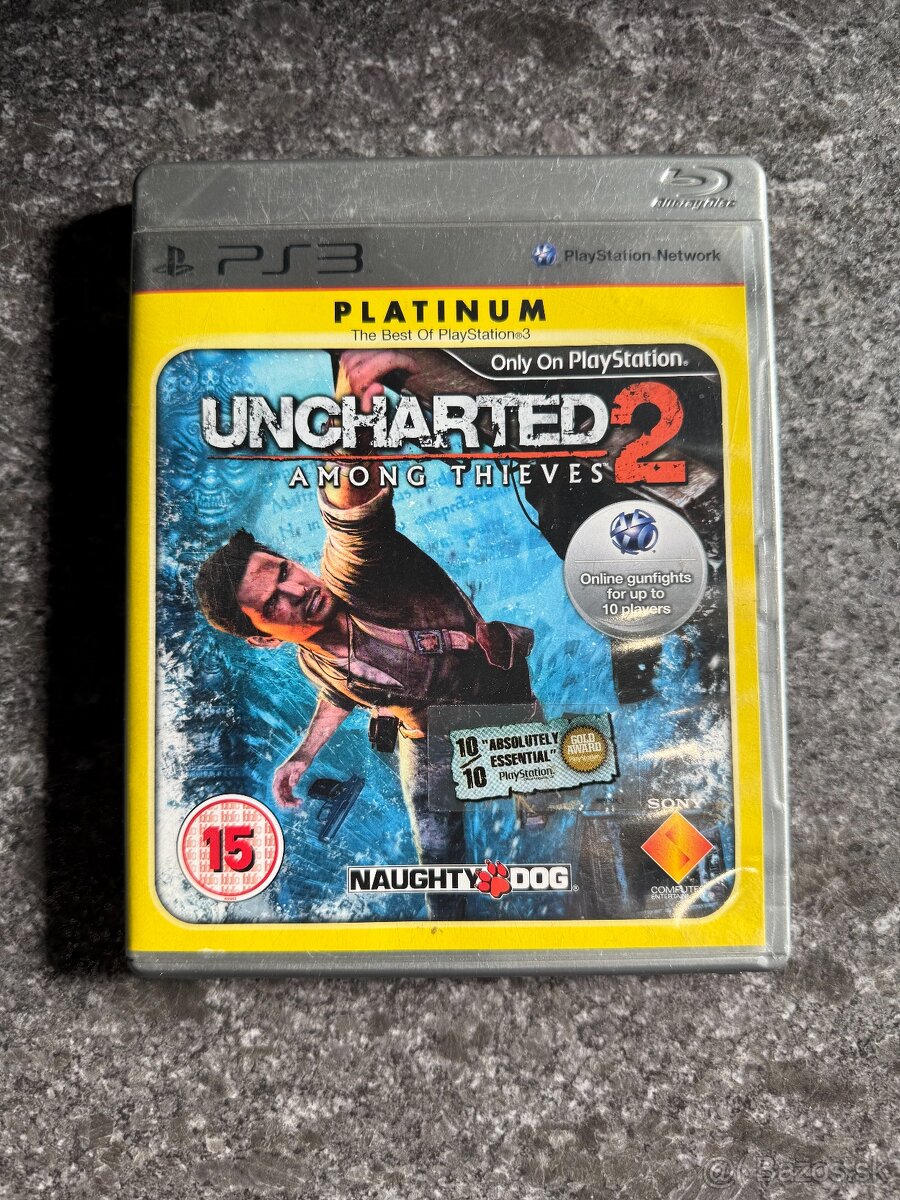 Blu-ray Disc
PS3
PlayStation®Network
PLATINUM
The Best Of PlayStation®3
Only On PlayStation®
UNCHARTED 2
AMONG THIEVES™
Online gunfights
for up to
10 players
10/10
"ABSOLUTELY
ESSENTIAL"
PlayStation
GOLD
AWARD
15
SONY
NAUGHTY DOG®
COMPUTER
ENTERTAINMENT
@ Bazos.sk